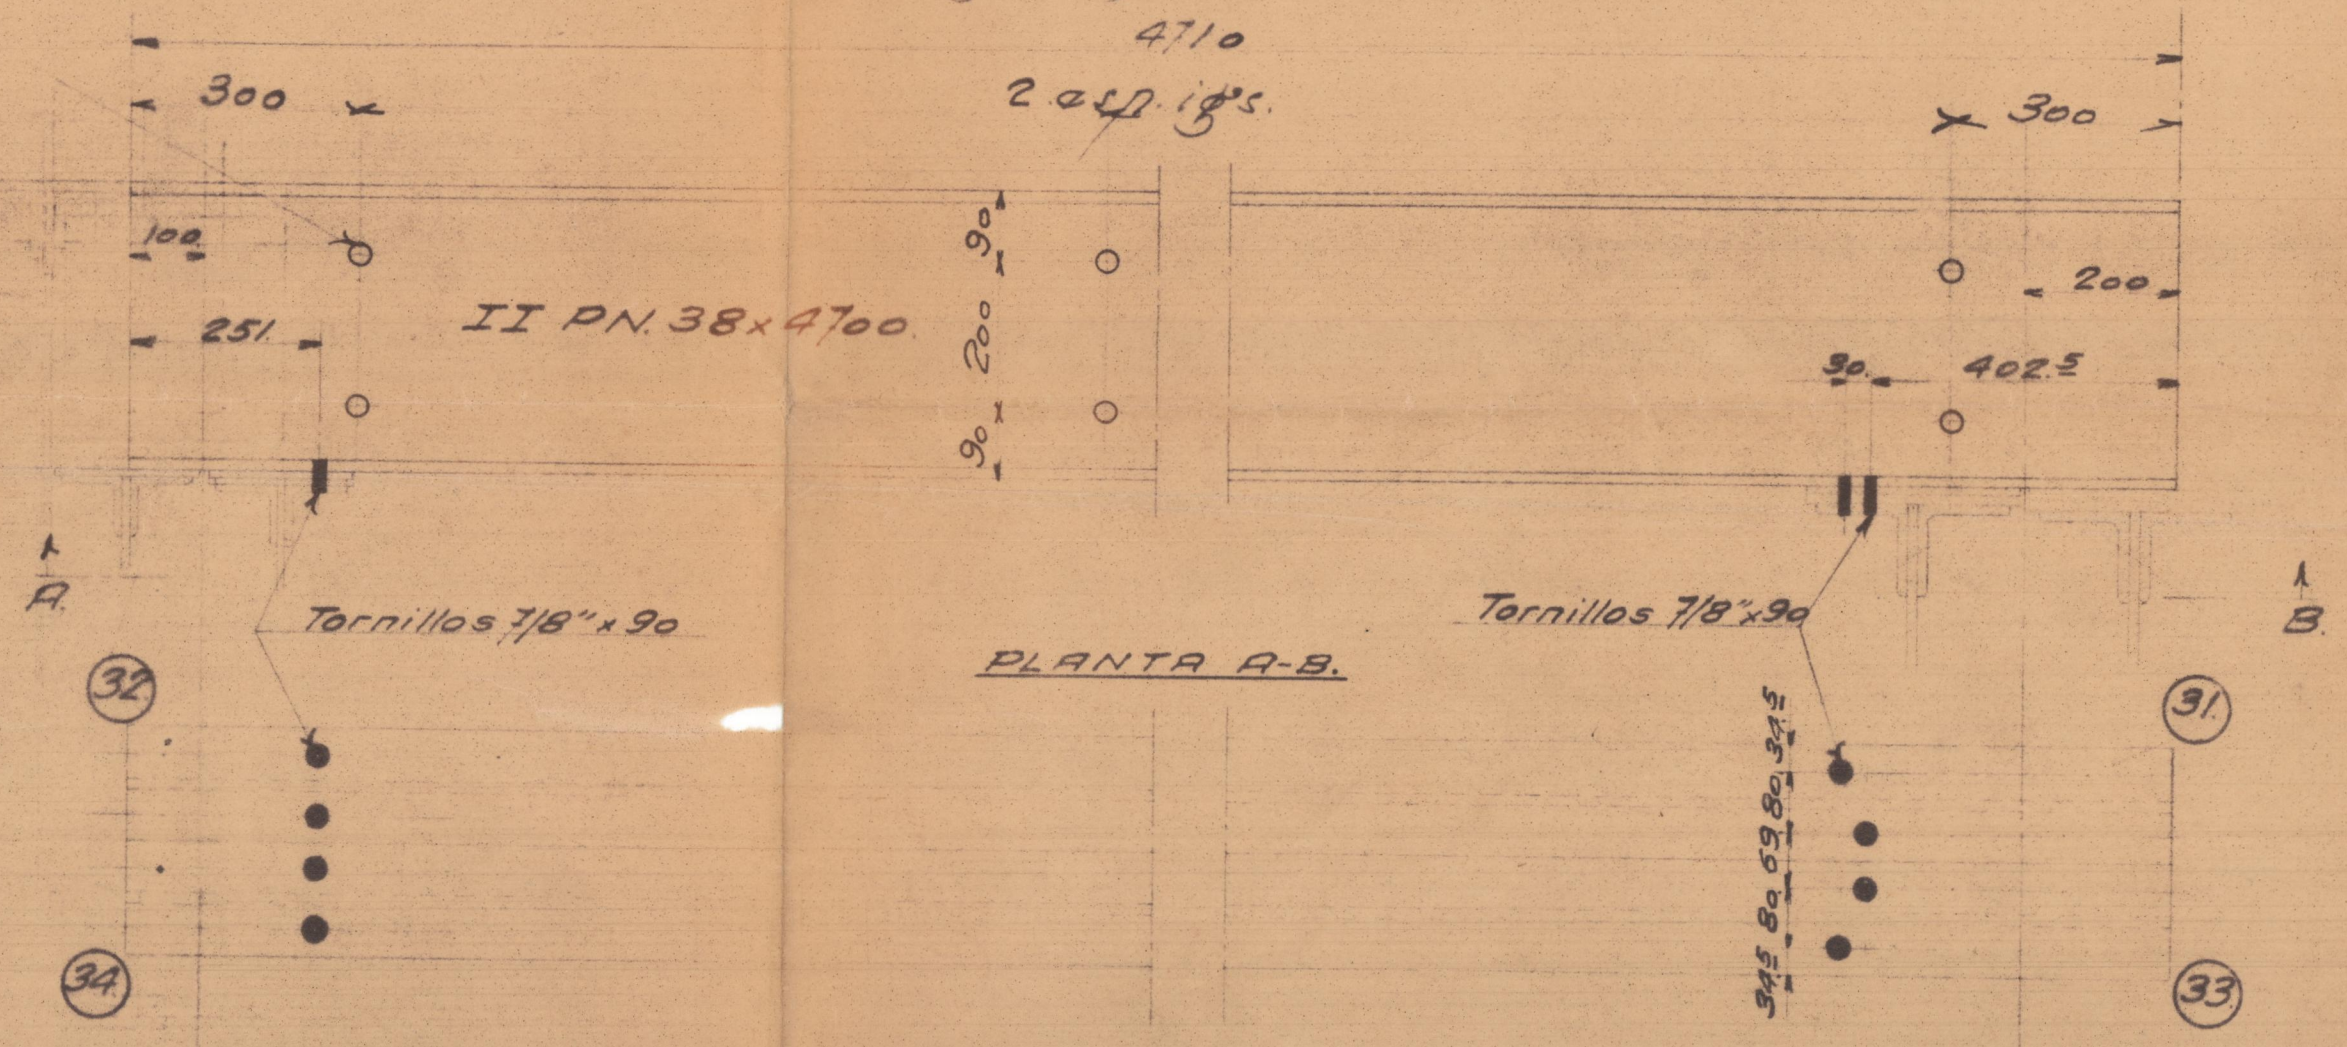 4710
300
2 esp. ig's.
300
100.
90
200
251.
II PN. 38x4700.
200
30.
402.5
90
A.
Tornillos 7/8"x90
Tornillos 7/8"x90
B.
PLANTA A-B.
32
31.
34.5
80.
69
80.
34.5
34.
33.